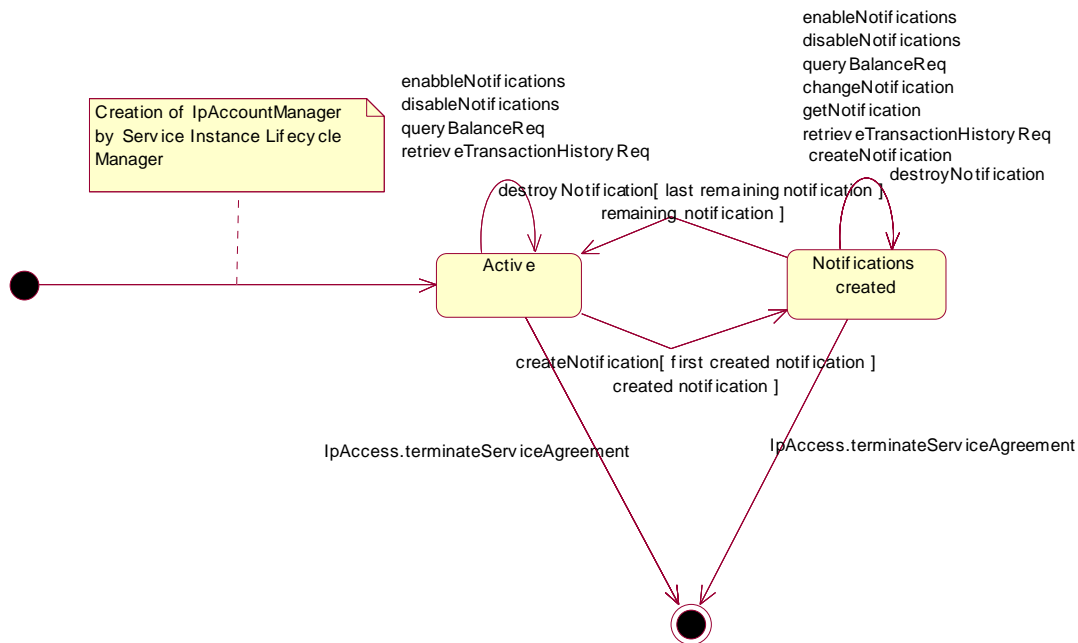 enableNotifications
disableNotifications
queryBalanceReq
changeNotification
getNotification
retrieveTransactionHistoryReq
createNotification
destroyNotification
enabbleNotifications
disableNotifications
queryBalanceReq
retrieveTransactionHistoryReq
Creation of IpAccountManager
by Service Instance Lifecycle
Manager
destroyNotification[ last remaining notification ]
remaining notification ]
Active
Notifications
created
createNotification[ first created notification ]
created notification ]
IpAccess.terminateServiceAgreement
IpAccess.terminateServiceAgreement